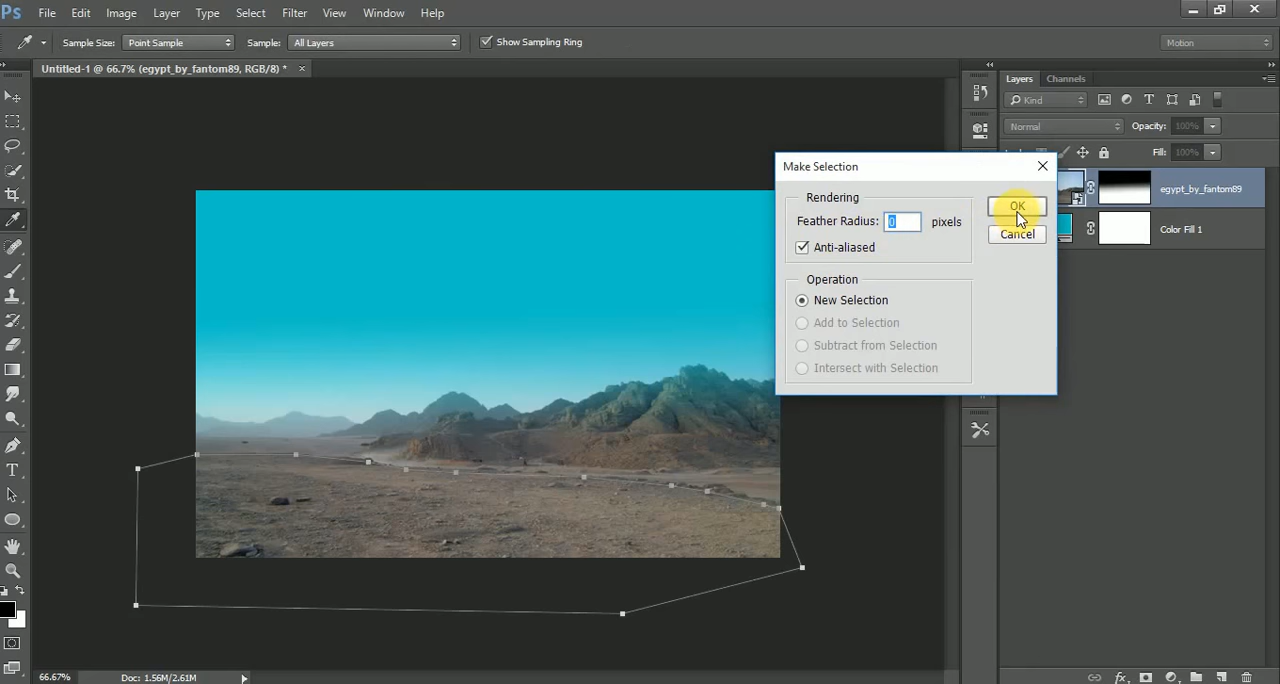 Ps File Edit Image Layer Type Select Filter View Window Help
Sample Size: Point Sample Sample: All Layers Show Sampling Ring Motion
Untitled-1 @ 66.7% (egypt_by_fantom89, RGB/8) * ×
Layers Channels
Kind
Normal Opacity: 100%
Fill: 100%
Make Selection
Rendering
Feather Radius: 0 pixels
Anti-aliased
OK
Cancel
Operation
New Selection
Add to Selection
Subtract from Selection
Intersect with Selection
egypt_by_fantom89
Color Fill 1
66.67% Doc: 1.56M/2.61M